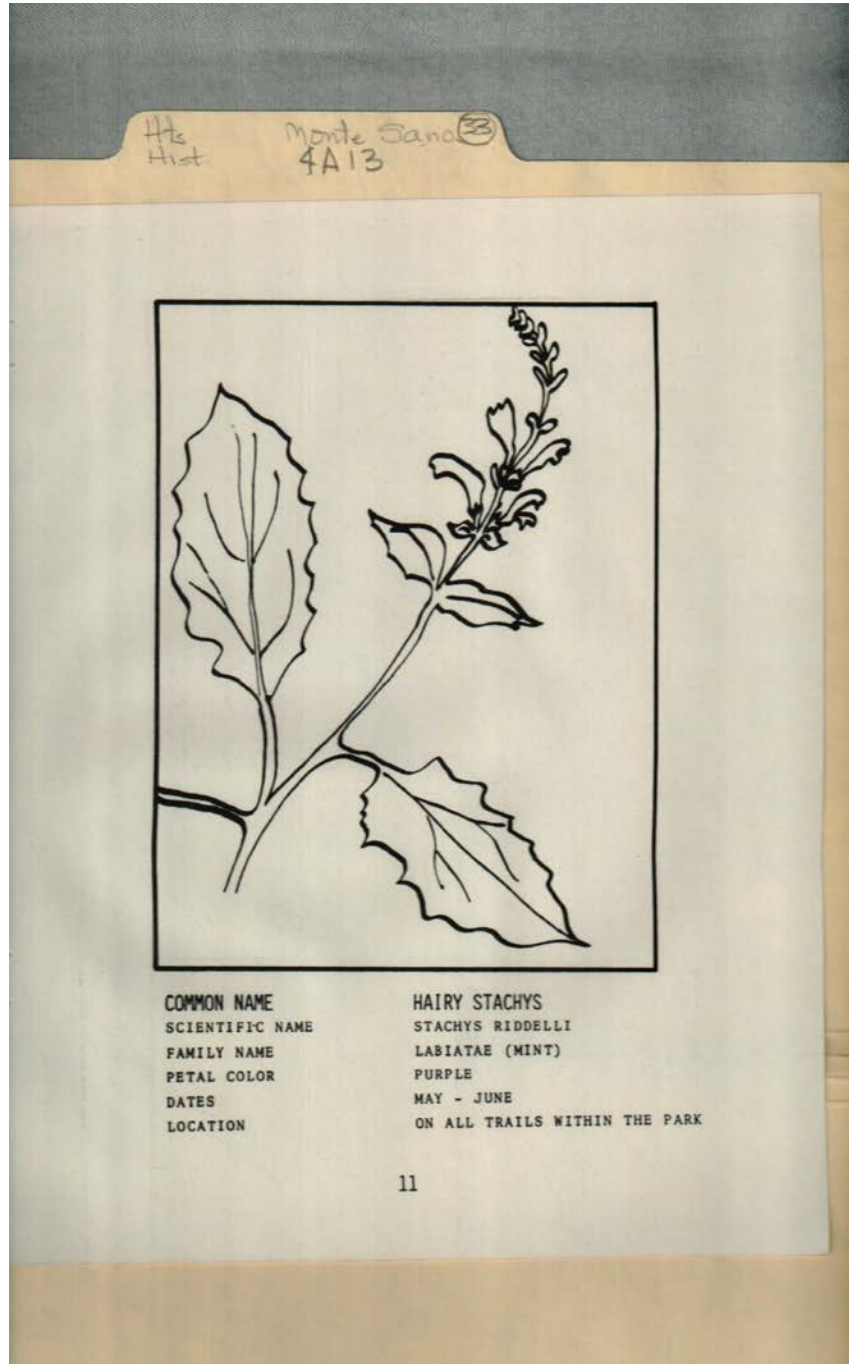 Hts Monte Sano 33
Hist. 4A13
COMMON NAME HAIRY STACHYS
SCIENTIFIC NAME STACHYS RIDDELLI
FAMILY NAME LABIATAE (MINT)
PETAL COLOR PURPLE
DATES MAY - JUNE
LOCATION ON ALL TRAILS WITHIN THE PARK
11